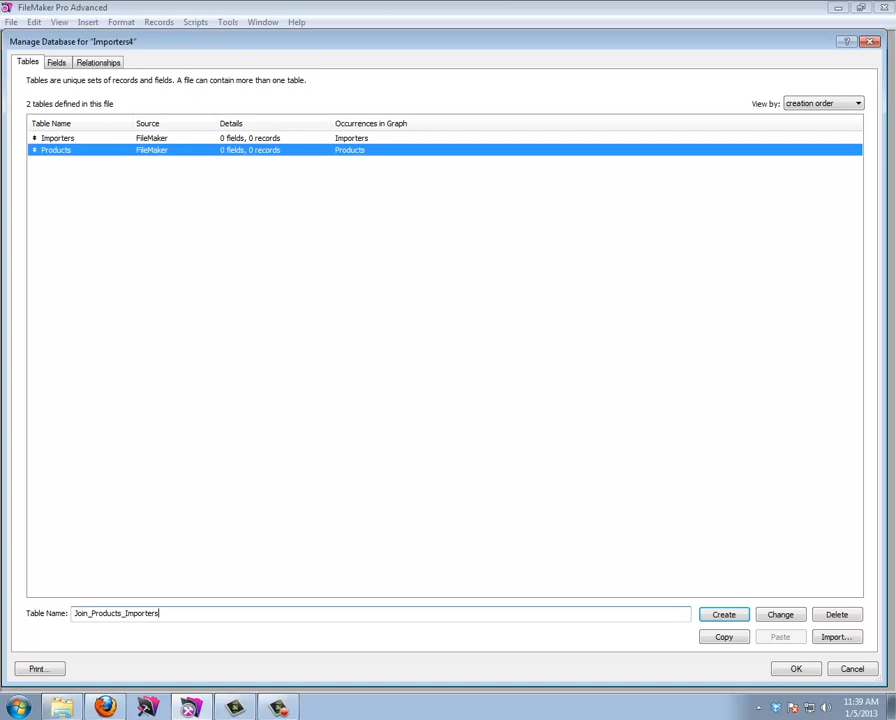 FileMaker Pro Advanced
File Edit View Insert Format Records Scripts Tools Window Help
Manage Database for "Importers4"
Tables Fields Relationships
Tables are unique sets of records and fields. A file can contain more than one table.
2 tables defined in this file
View by: creation order
Table Name Source Details Occurrences in Graph
Importers FileMaker 0 fields, 0 records Importers
Products FileMaker 0 fields, 0 records Products
Table Name: Join_Products_Importers
Create Change Delete
Copy Paste Import...
Print... OK Cancel
11:39 AM
1/5/2013